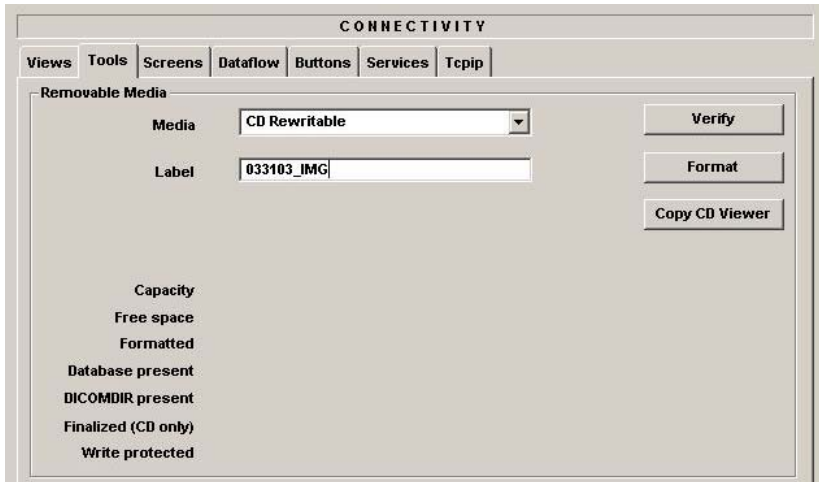 CONNECTIVITY
Views Tools Screens Dataflow Buttons Services Tcpip
Removable Media
Media CD Rewritable Verify
Label 033103_IMG Format
Copy CD Viewer
Capacity
Free space
Formatted
Database present
DICOMDIR present
Finalized (CD only)
Write protected